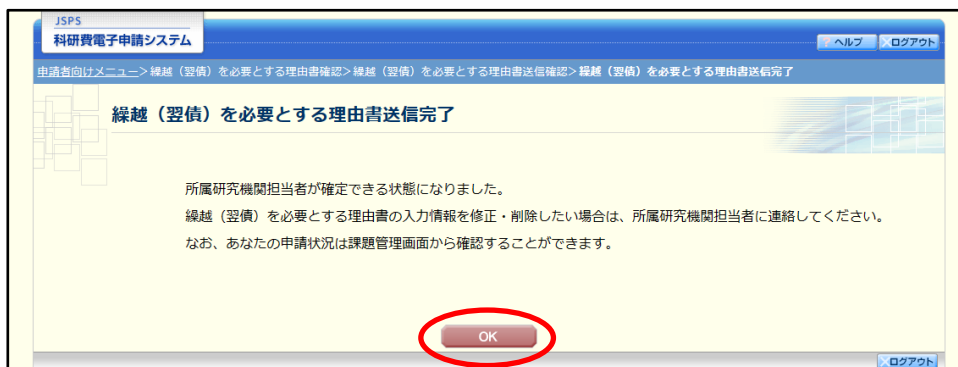 JSPS
科研費電子申請システム
? ヘルプ
ログアウト
申請者向けメニュー＞繰越（翌債）を必要とする理由書確認＞繰越（翌債）を必要とする理由書送信確認＞繰越（翌債）を必要とする理由書送信完了
繰越（翌債）を必要とする理由書送信完了
所属研究機関担当者が確定できる状態になりました。
繰越（翌債）を必要とする理由書の入力情報を修正・削除したい場合は、所属研究機関担当者に連絡してください。
なお、あなたの申請状況は課題管理画面から確認することができます。
OK
ログアウト